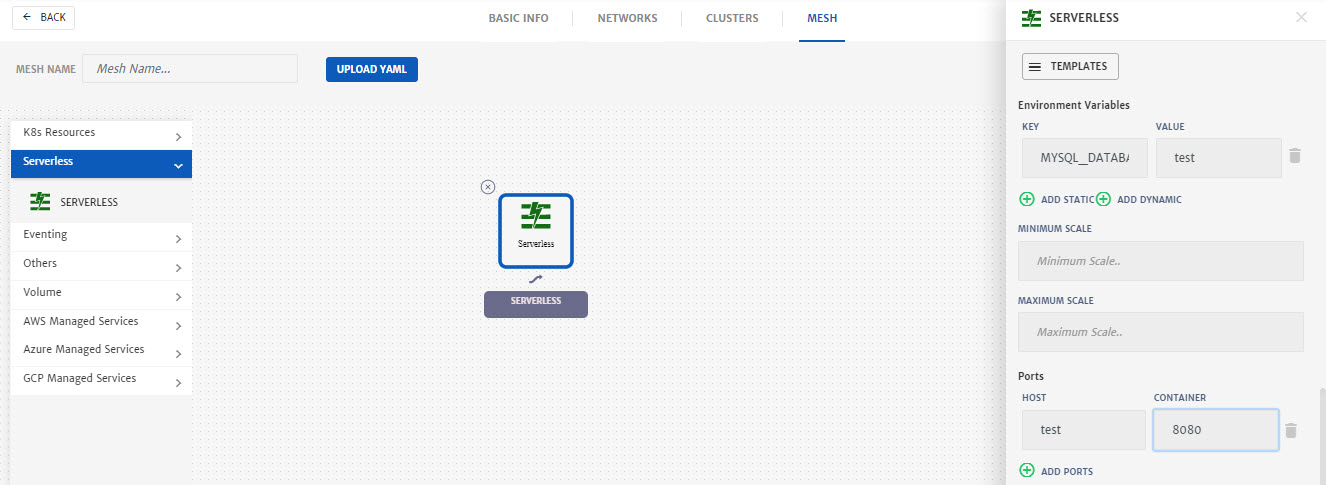 BACK
BASIC INFO
NETWORKS
CLUSTERS
MESH
MESH NAME
Mesh Name...
UPLOAD YAML
K8s Resources
Serverless
SERVERLESS
Eventing
Others
Volume
AWS Managed Services
Azure Managed Services
GCP Managed Services
Serverless
SERVERLESS
SERVERLESS
TEMPLATES
Environment Variables
KEY VALUE
MYSQL_DATABA test
ADD STATIC ADD DYNAMIC
MINIMUM SCALE
Minimum Scale..
MAXIMUM SCALE
Maximum Scale..
Ports
HOST CONTAINER
test 8080
ADD PORTS